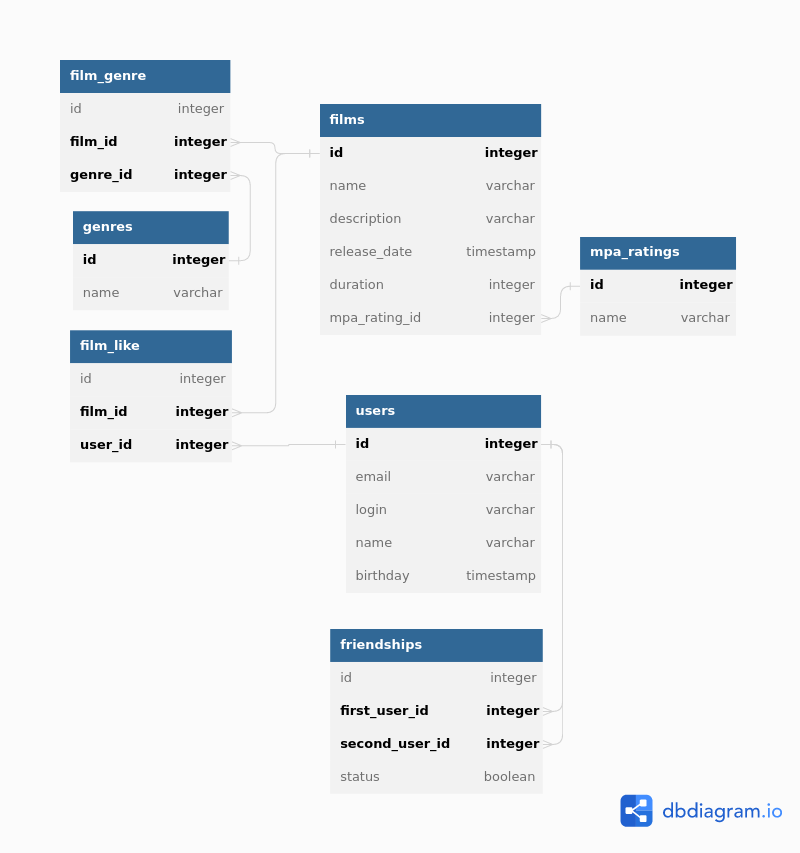 film_genre
id integer
film_id integer
genre_id integer
genres
id integer
name varchar
film_like
id integer
film_id integer
user_id integer
films
id integer
name varchar
description varchar
release_date timestamp
duration integer
mpa_rating_id integer
mpa_ratings
id integer
name varchar
users
id integer
email varchar
login varchar
name varchar
birthday timestamp
friendships
id integer
first_user_id integer
second_user_id integer
status boolean
dbdiagram.io